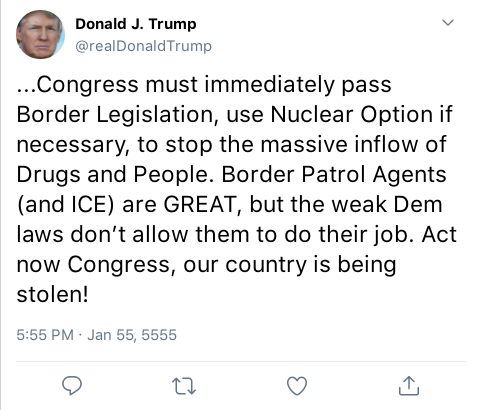 Donald J. Trump
@realDonaldTrump
...Congress must immediately pass
Border Legislation, use Nuclear Option if
necessary, to stop the massive inflow of
Drugs and People. Border Patrol Agents
(and ICE) are GREAT, but the weak Dem
laws don’t allow them to do their job. Act
now Congress, our country is being
stolen!
5:55 PM · Jan 55, 5555